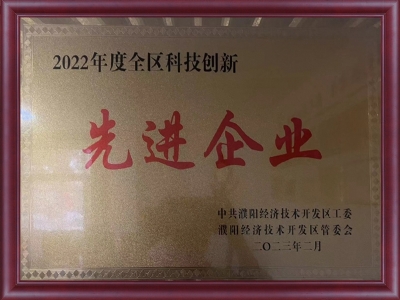 2022年度全区科技创新
先进企业
中共濮阳经济技术开发区工委
濮阳经济技术开发区管委会
二〇二三年二月